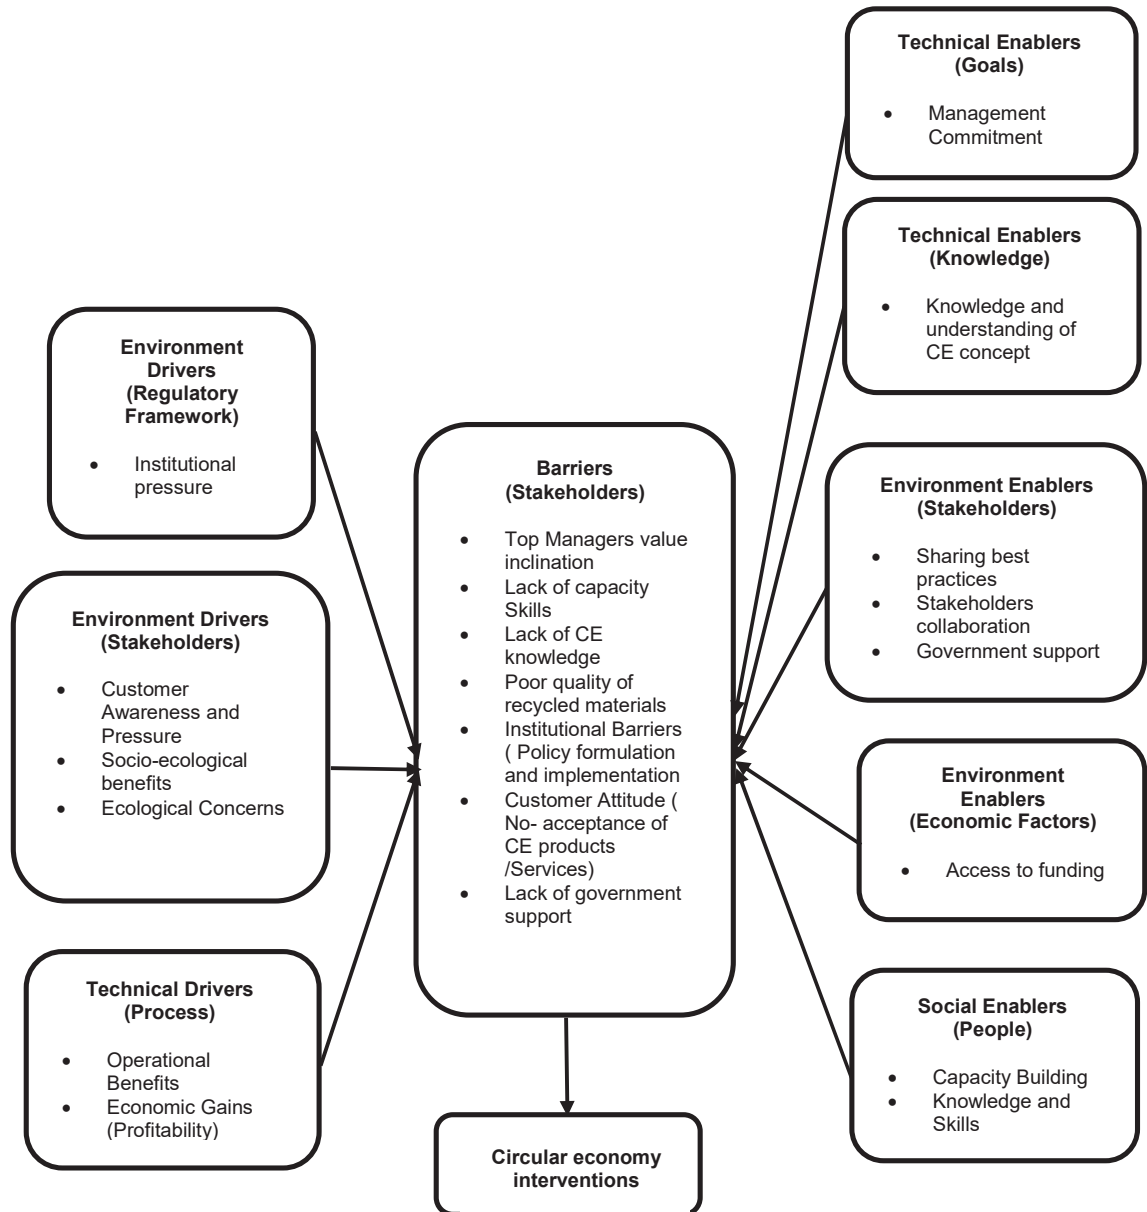 Technical Enablers
(Goals)
• Management
Commitment
Technical Enablers
(Knowledge)
• Knowledge and
understanding of
CE concept
Environment
Drivers
(Regulatory
Framework)
• Institutional
pressure
Barriers
(Stakeholders)
• Top Managers value
inclination
• Lack of capacity
Skills
• Lack of CE
knowledge
• Poor quality of
recycled materials
• Institutional Barriers
( Policy formulation
and implementation
• Customer Attitude (
No- acceptance of
CE products
/Services)
• Lack of government
support
Environment Enablers
(Stakeholders)
• Sharing best
practices
• Stakeholders
collaboration
• Government support
Environment Drivers
(Stakeholders)
• Customer
Awareness and
Pressure
• Socio-ecological
benefits
• Ecological Concerns
Environment
Enablers
(Economic Factors)
• Access to funding
Technical Drivers
(Process)
• Operational
Benefits
• Economic Gains
(Profitability)
Social Enablers
(People)
• Capacity Building
• Knowledge and
Skills
Circular economy
interventions